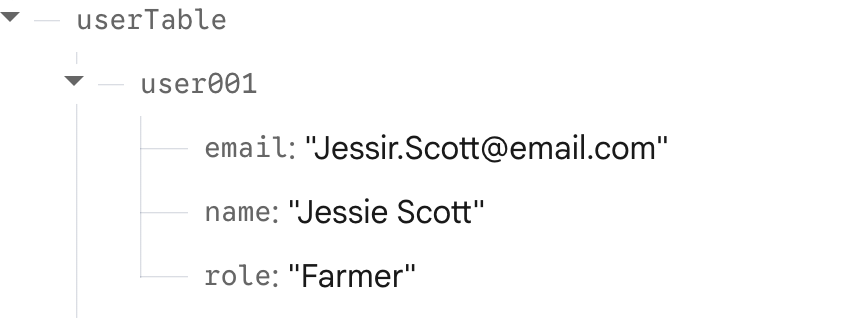 userTable
user001
email: "Jessir.Scott@email.com"
name: "Jessie Scott"
role: "Farmer"